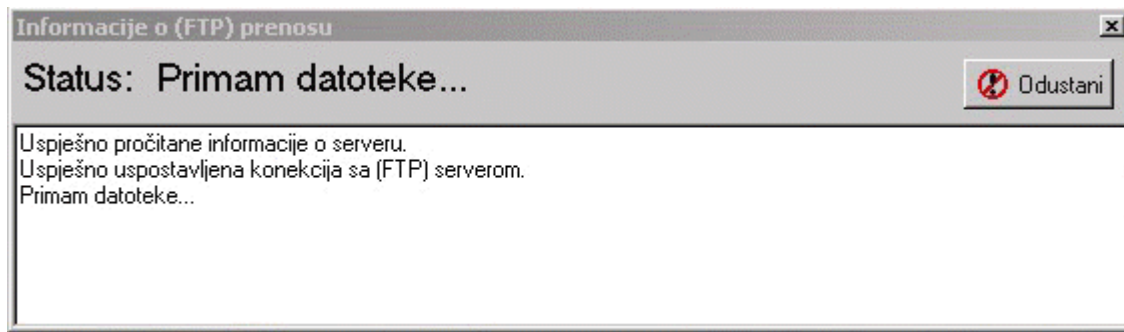 Informacije o (FTP) prenosu
Status: Primam datoteke...
Odustani
Uspješno pročitane informacije o serveru.
Uspješno uspostavljena konekcija sa (FTP) serverom.
Primam datoteke...